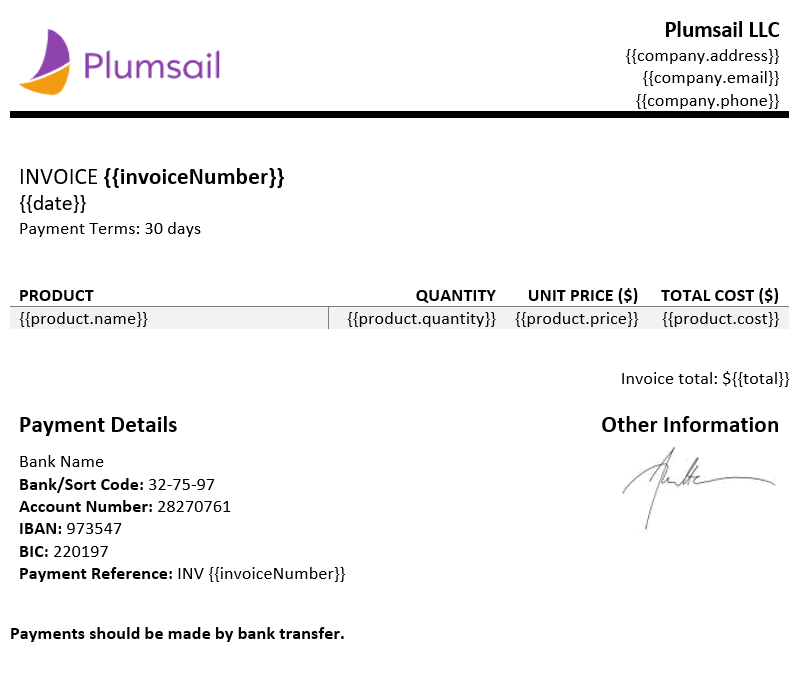 Plumsail
Plumsail LLC
{{company.address}}
{{company.email}}
{{company.phone}}
INVOICE {{invoiceNumber}}
{{date}}
Payment Terms: 30 days
PRODUCT QUANTITY UNIT PRICE ($) TOTAL COST ($)
{{product.name}} {{product.quantity}} {{product.price}} {{product.cost}}
Invoice total: ${{total}}
Payment Details
Bank Name
Bank/Sort Code: 32-75-97
Account Number: 28270761
IBAN: 973547
BIC: 220197
Payment Reference: INV {{invoiceNumber}}
Other Information
Payments should be made by bank transfer.